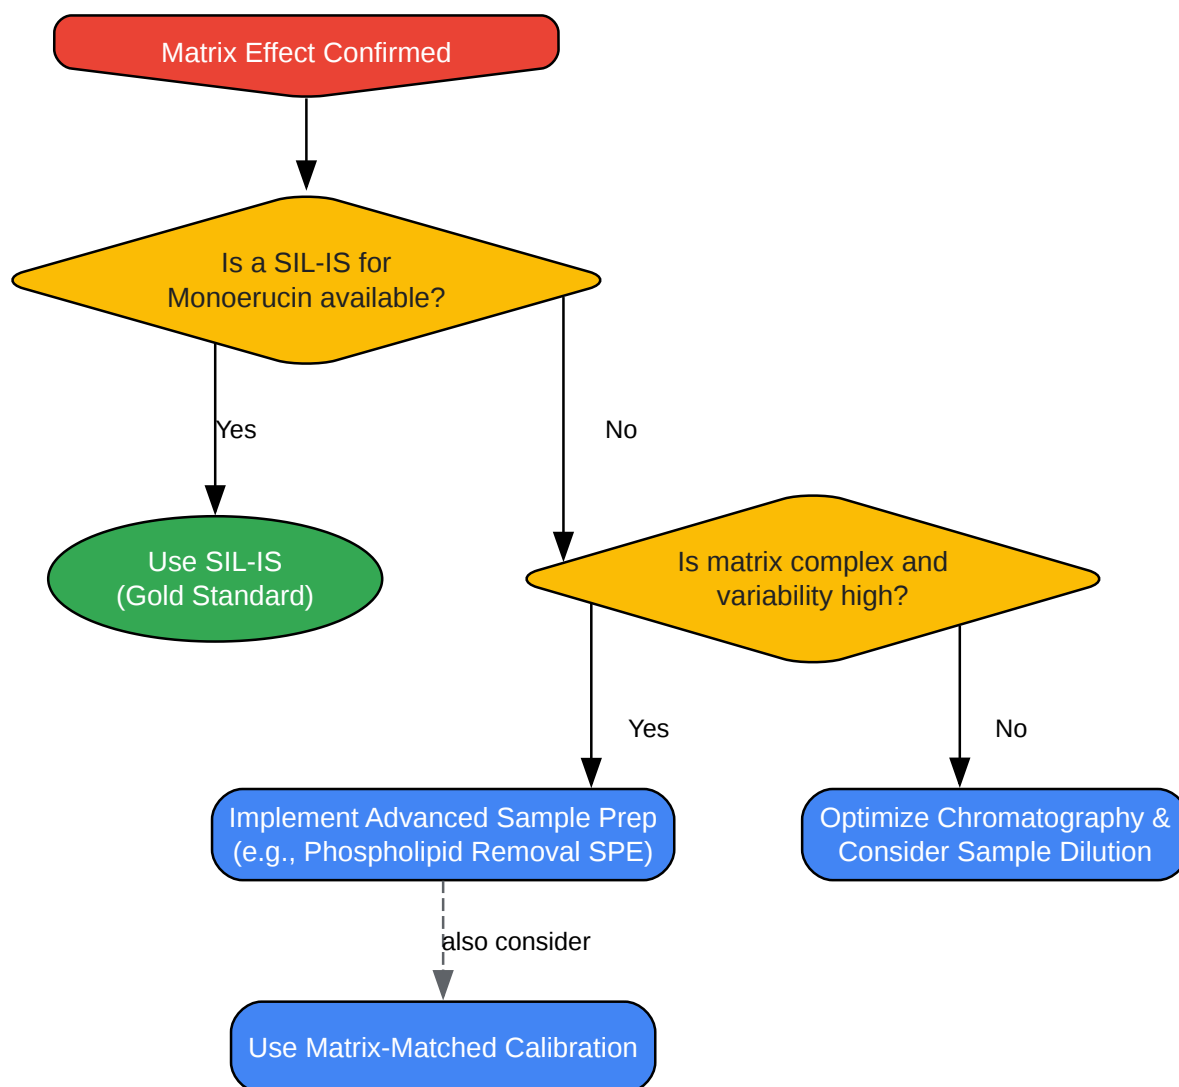 Matrix Effect Confirmed
Is a SIL-IS for
Monoerucin available?
Yes
No
Use SIL-IS
(Gold Standard)
Is matrix complex and
variability high?
Yes
No
Implement Advanced Sample Prep
(e.g., Phospholipid Removal SPE)
Optimize Chromatography &
Consider Sample Dilution
also consider
Use Matrix-Matched Calibration